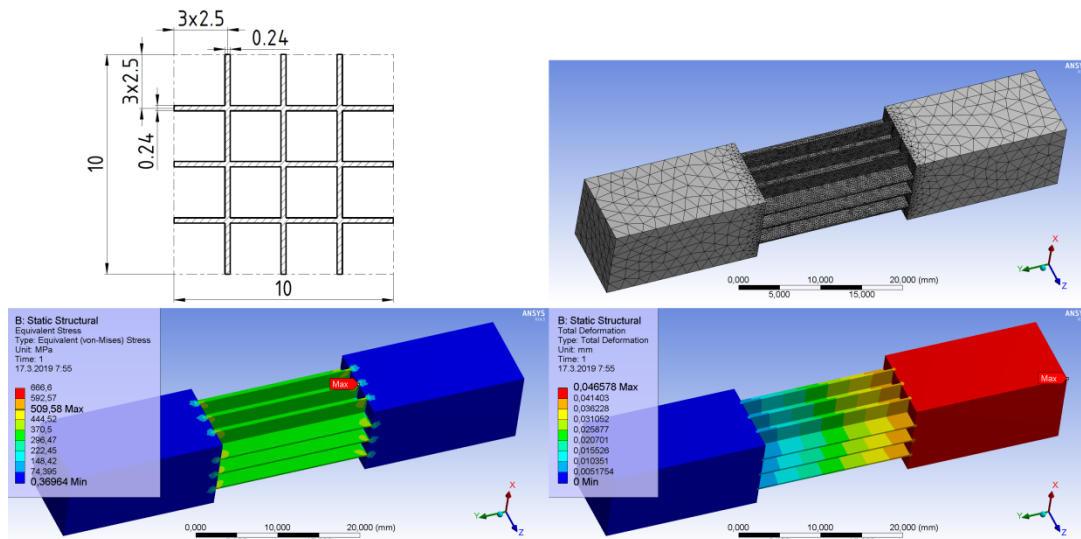 3x2.5
0.24
3x2.5
0.24
10
10
ANSYS
X
Y
Z
0,000
10,000
20,000 (mm)
5,000
15,000
B: Static Structural
Equivalent Stress
Type: Equivalent (von-Mises) Stress
Unit: MPa
Time: 1
17.3.2019 7:55
666,6
592,57
509,58 Max
444,52
370,5
296,47
222,45
148,42
74,395
0,36964 Min
Max
ANSYS
X
Y
Z
0,000
10,000
20,000 (mm)
B: Static Structural
Total Deformation
Type: Total Deformation
Unit: mm
Time: 1
17.3.2019 7:55
0,046578 Max
0,041403
0,036228
0,031052
0,025877
0,020701
0,015526
0,010351
0,0051754
0 Min
Max
ANSYS
X
Y
Z
0,000
10,000
20,000 (mm)